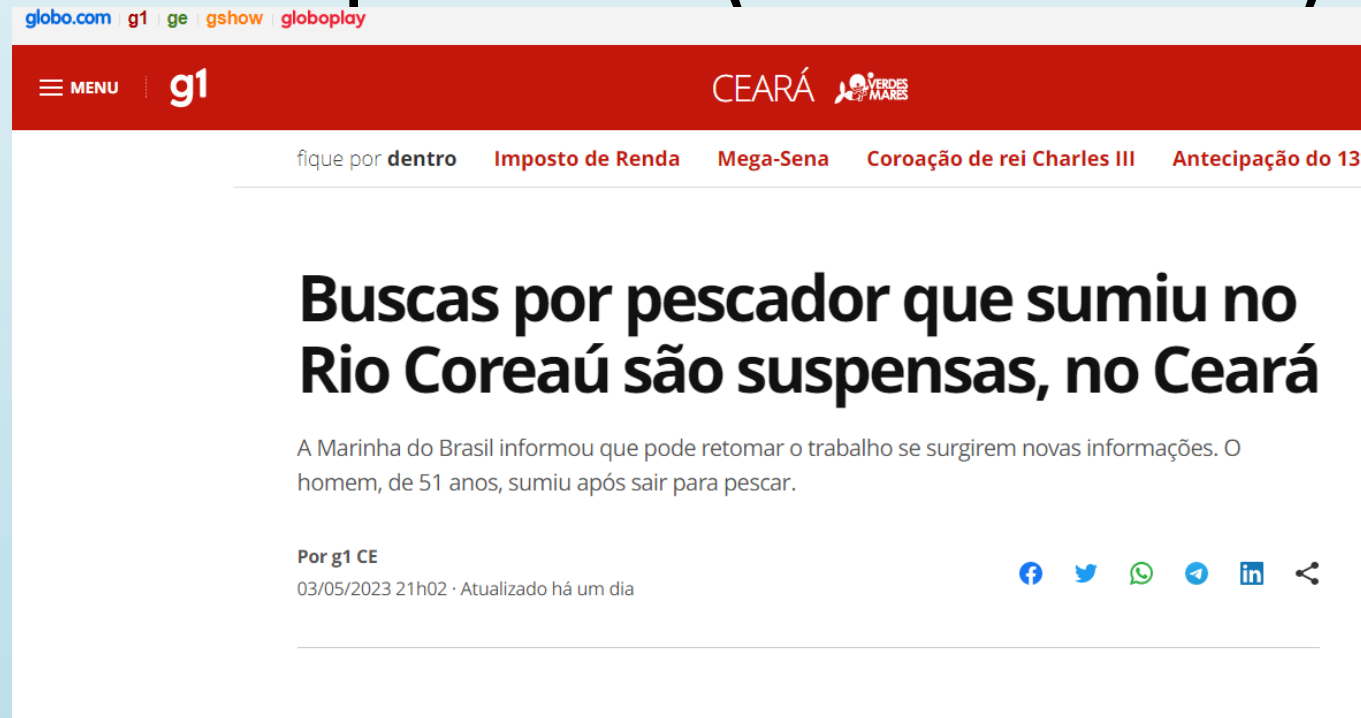 globo.com g1 ge gshow globoplay
MENU g1 CEARÁ VERDES MARES
fique por dentro Imposto de Renda Mega-Sena Coroação de rei Charles III Antecipação do 13
Buscas por pescador que sumiu no
Rio Coreaú são suspensas, no Ceará
A Marinha do Brasil informou que pode retomar o trabalho se surgirem novas informações. O
homem, de 51 anos, sumiu após sair para pescar.
Por g1 CE
03/05/2023 21h02 · Atualizado há um dia